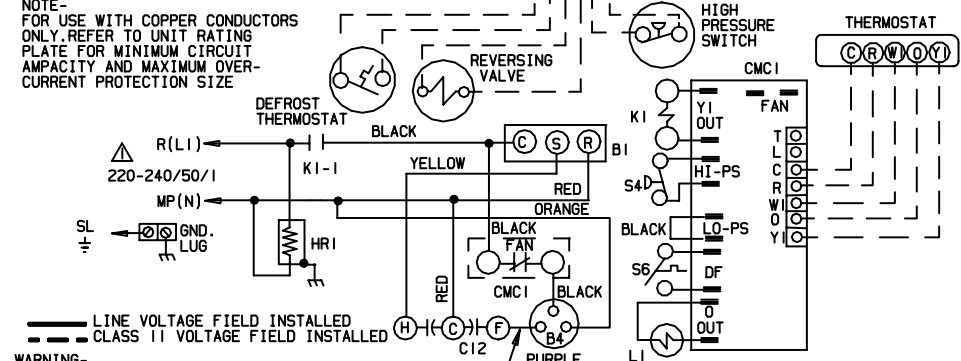 NOTE-
FOR USE WITH COPPER CONDUCTORS
ONLY.REFER TO UNIT RATING
PLATE FOR MINIMUM CIRCUIT
AMPACITY AND MAXIMUM OVER-
CURRENT PROTECTION SIZE
HIGH
PRESSURE
SWITCH
THERMOSTAT
C R W1 O Y1
REVERSING
VALVE
DEFROST
THERMOSTAT
CMC1
FAN
K1
Y1
OUT
T
L
C
R
W1
O
Y1
HI-PS
S4
BLACK
LO-PS
S6
DF
O
OUT
L1
R(L1)
K1-1
BLACK
C S R
B1
220-240/50/1
YELLOW
RED
MP(N)
ORANGE
SL
GND.
LUG
HR1
BLACK
FAN
CMC1
RED
BLACK
H C F
C12
B4
PURPLE
LINE VOLTAGE FIELD INSTALLED
CLASS II VOLTAGE FIELD INSTALLED
WARNING-